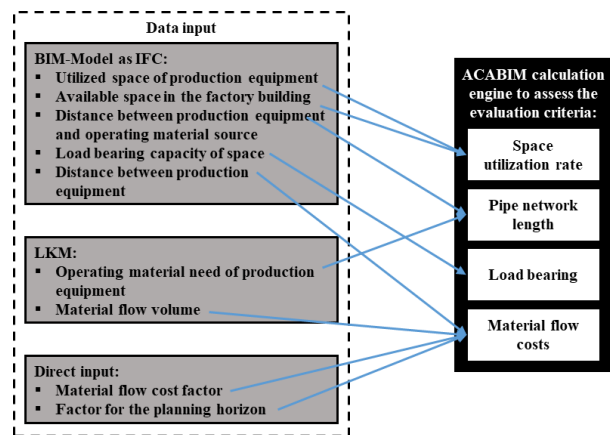 Data input
BIM-Model as IFC:
▪ Utilized space of production equipment
▪ Available space in the factory building
▪ Distance between production equipment
and operating material source
▪ Load bearing capacity of space
▪ Distance between production
equipment
LKM:
▪ Operating material need of production
equipment
▪ Material flow volume
Direct input:
▪ Material flow cost factor
▪ Factor for the planning horizon
ACABIM calculation
engine to assess the
evaluation criteria:
Space
utilization rate
Pipe network
length
Load bearing
Material flow
costs